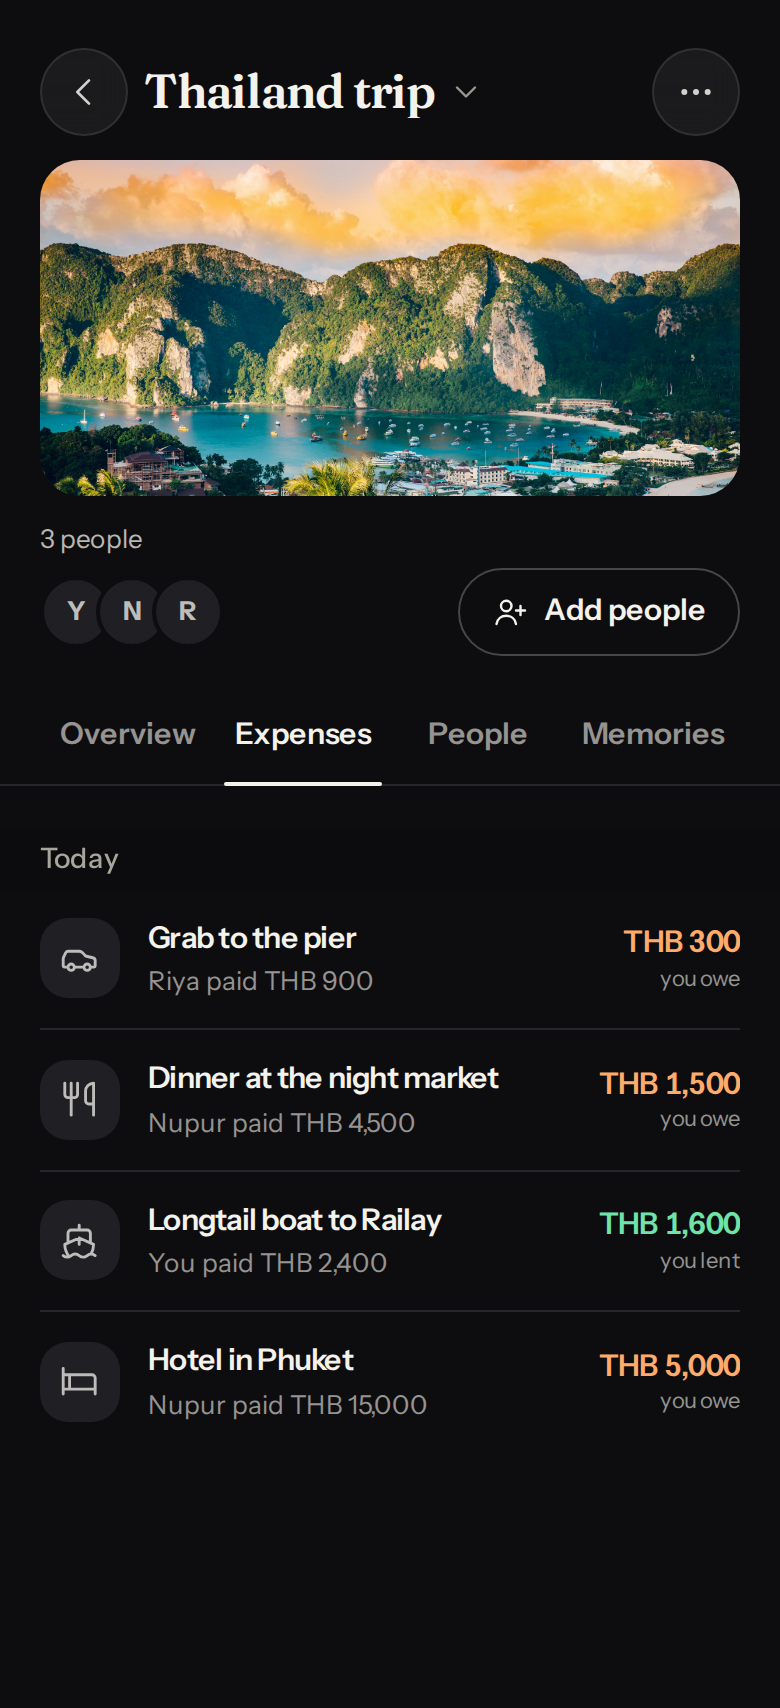 Thailand trip
3 people
Y N R
Add people
Overview Expenses People Memories
Today
Grab to the pier
THB 300
Riya paid THB 900
you owe
Dinner at the night market
THB 1,500
Nupur paid THB 4,500
you owe
Longtail boat to Railay
THB 1,600
You paid THB 2,400
you lent
Hotel in Phuket
THB 5,000
Nupur paid THB 15,000
you owe